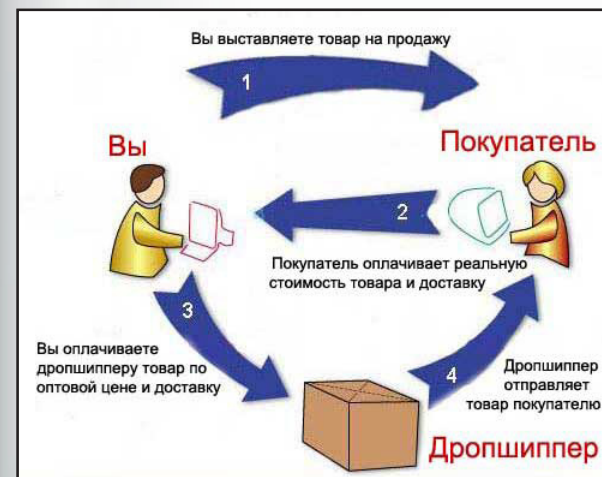 Вы выставляете товар на продажу
1
Вы
Покупатель
2
Покупатель оплачивает реальную
стоимость товара и доставку
3
Вы оплачиваете
дропшипперу товар по
оптовой цене и доставку
4
Дропшиппер
отправляет
товар покупателю
Дропшиппер